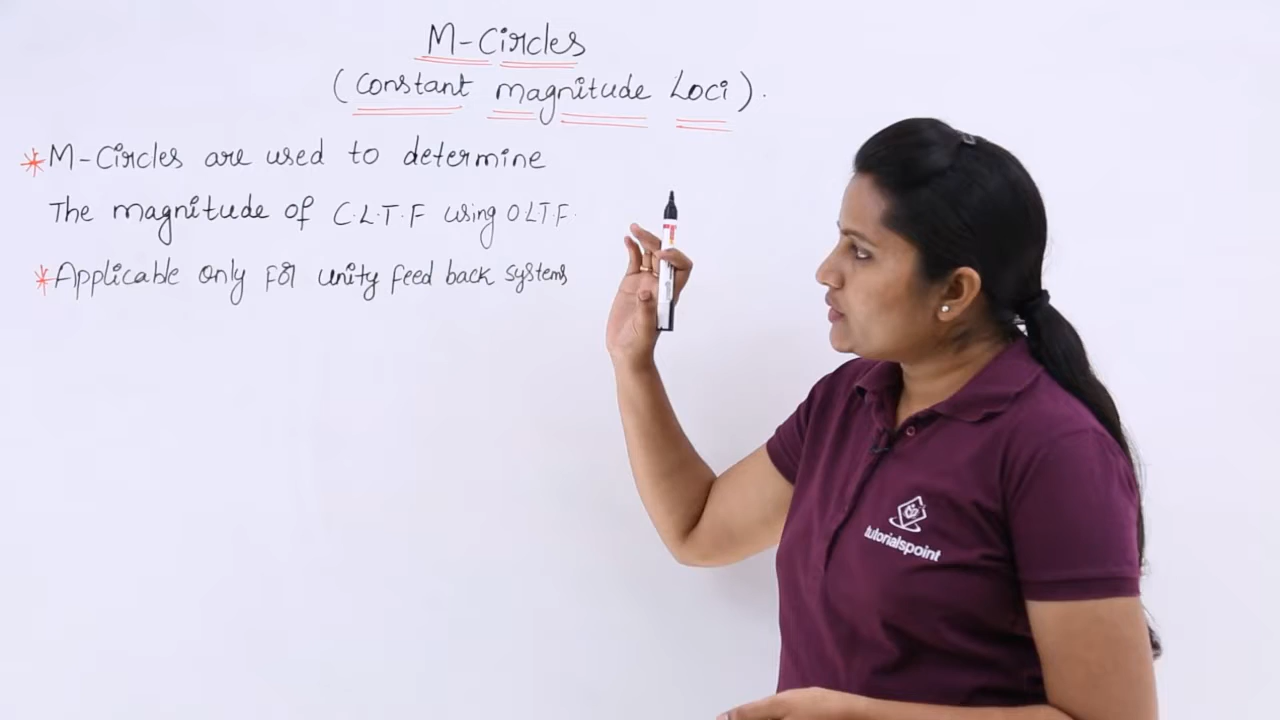 M-Circles
(Constant magnitude Loci).
* M-Circles are used to determine
The magnitude of C.L.T.F using O.L.T.F.
* Applicable only for unity feed back systems
tutorialspoint